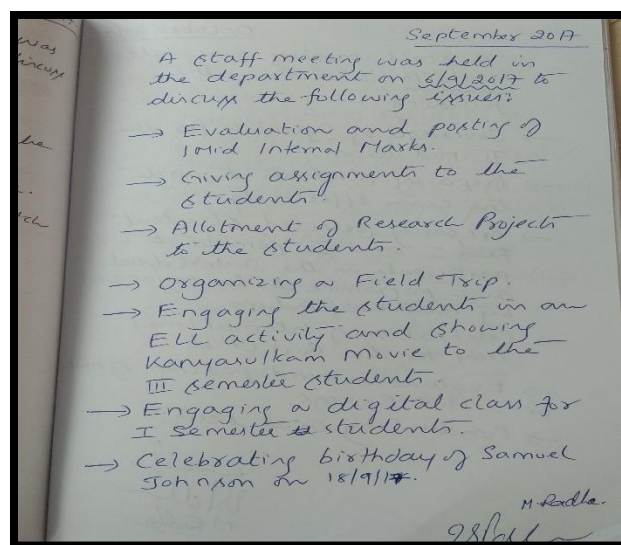 September 2017
A staff meeting was held in
the department on 6/9/2017 to
discuss the following issues:
→ Evaluation and posting of
I Mid Internal Marks.
→ Giving assignments to the
students.
→ Allotment of Research Projects
to the students.
→ Organizing a Field Trip.
→ Engaging the students in an
ELL activity and showing
Kanyasulkam Movie to the
III semester students.
→ Engaging a digital class for
I Semester students.
→ Celebrating birthday of Samuel
Johnson on 18/9/17.
M. Radha.
was
discuss